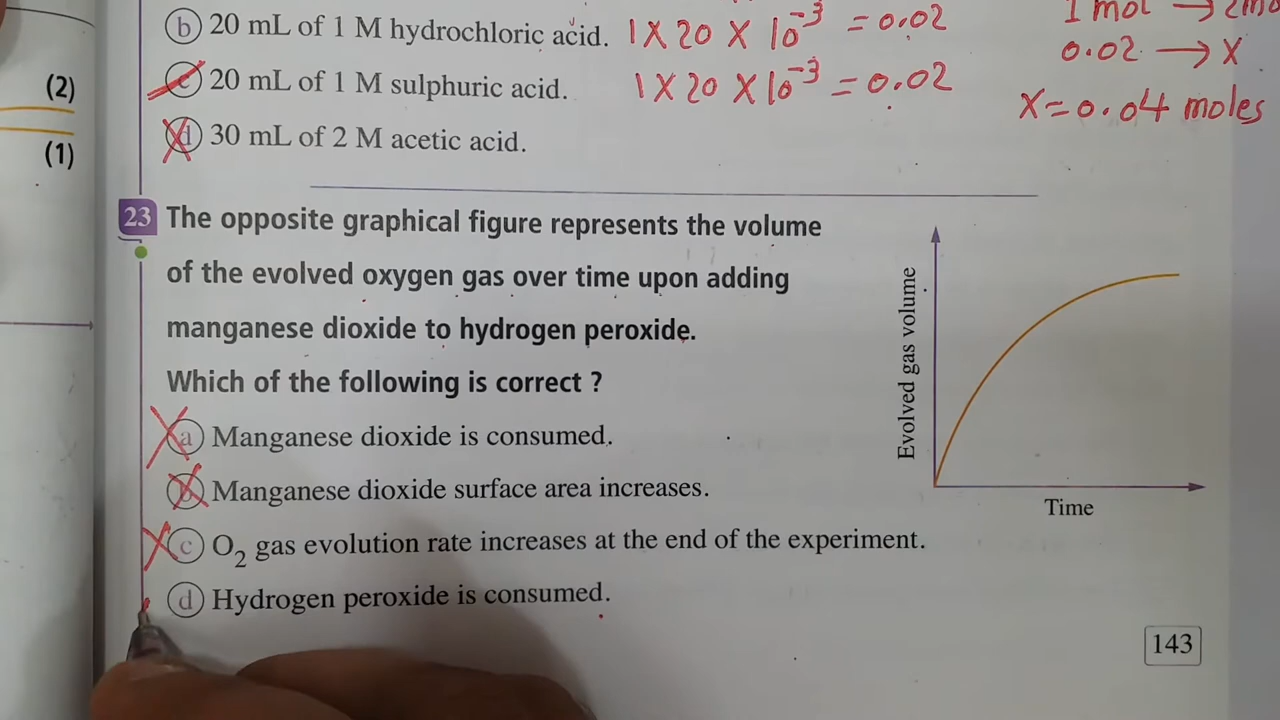 (b) 20 mL of 1 M hydrochloric acid. 1 X 20 X 10⁻³ = 0.02
1 mol →
(2)
(c) 20 mL of 1 M sulphuric acid. 1 X 20 X 10⁻³ = 0.02
0.02 → X
X = 0.04 moles
(1)
(d) 30 mL of 2 M acetic acid.
23 The opposite graphical figure represents the volume
of the evolved oxygen gas over time upon adding
manganese dioxide to hydrogen peroxide.
Which of the following is correct ?
(a) Manganese dioxide is consumed.
(b) Manganese dioxide surface area increases.
(c) O₂ gas evolution rate increases at the end of the experiment.
(d) Hydrogen peroxide is consumed.
Evolved gas volume
Time
143